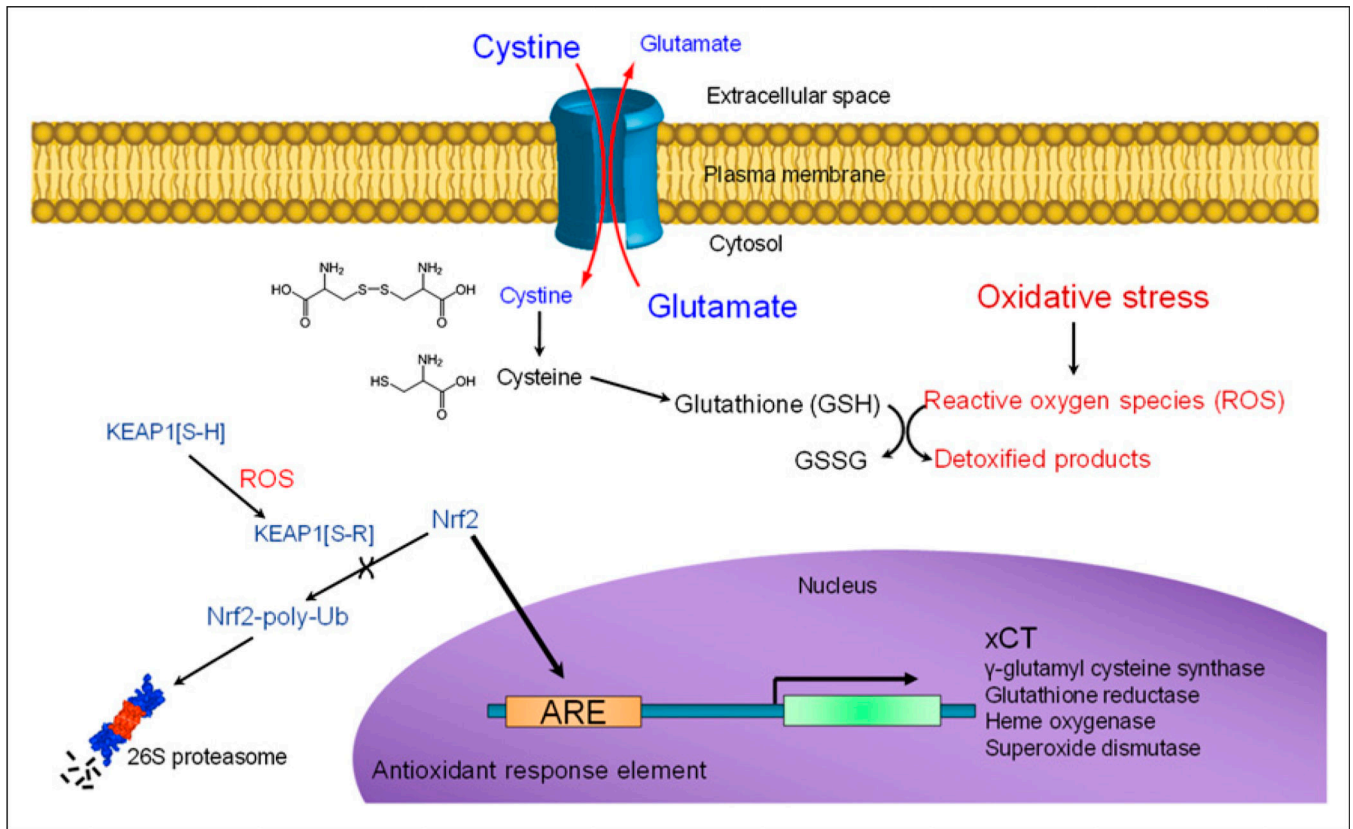 Cystine
Glutamate
Extracellular space
Plasma membrane
Cytosol
NH2
NH2
HO
S–S
OH
O
O
Cystine
Glutamate
Oxidative stress
NH2
HS
OH
O
Cysteine
Glutathione (GSH)
Reactive oxygen species (ROS)
GSSG
Detoxified products
KEAP1[S-H]
ROS
KEAP1[S-R]
Nrf2
Nrf2-poly-Ub
26S proteasome
Nucleus
xCT
γ-glutamyl cysteine synthase
Glutathione reductase
Heme oxygenase
Superoxide dismutase
ARE
Antioxidant response element